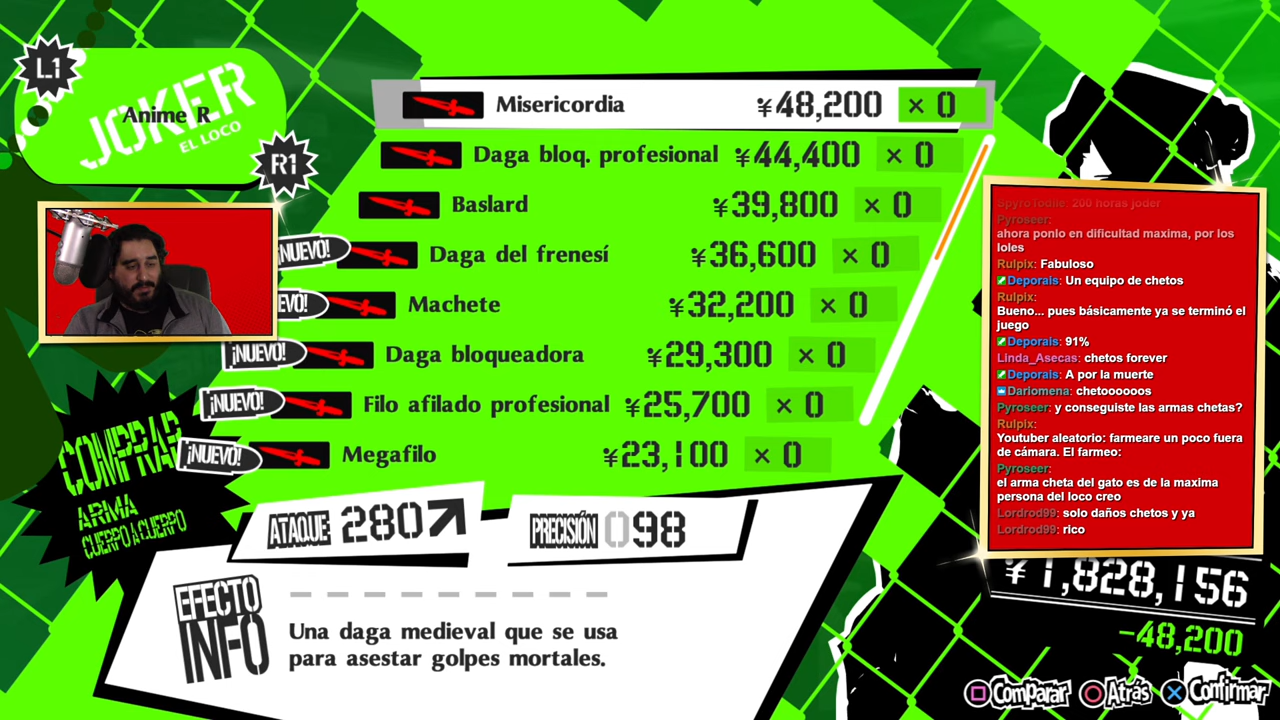 L1
JOKER
Anime R
EL LOCO
R1
Misericordia ¥48,200 × 0
Daga bloq. profesional ¥44,400 × 0
Baslard ¥39,800 × 0
¡NUEVO! Daga del frenesí ¥36,600 × 0
Machete ¥32,200 × 0
¡NUEVO! Daga bloqueadora ¥29,300 × 0
¡NUEVO! Filo afilado profesional ¥25,700 × 0
¡NUEVO! Megafilo ¥23,100 × 0
COMPRAR
ARMA
CUERPO A CUERPO
ATAQUE 280
PRECISIÓN 098
EFECTO
INFO
Una daga medieval que se usa
para asestar golpes mortales.
SpyroTodile: 200 horas joder
Pyroseer:
ahora ponlo en dificultad maxima, por los
loles
Rulpix: Fabuloso
Deporais: Un equipo de chetos
Rulpix:
Bueno... pues básicamente ya se terminó el
juego
Deporais: 91%
Linda_Asecas: chetos forever
Deporais: A por la muerte
Dariomena: chetoooooos
Pyroseer: y conseguiste las armas chetas?
Rulpix:
Youtuber aleatorio: farmeare un poco fuera
de cámara. El farmeo:
Pyroseer:
el arma cheta del gato es de la maxima
persona del loco creo
Lordrod99: solo daños chetos y ya
Lordrod99: rico
¥1,828,156
-48,200
Comparar Atrás Confirmar